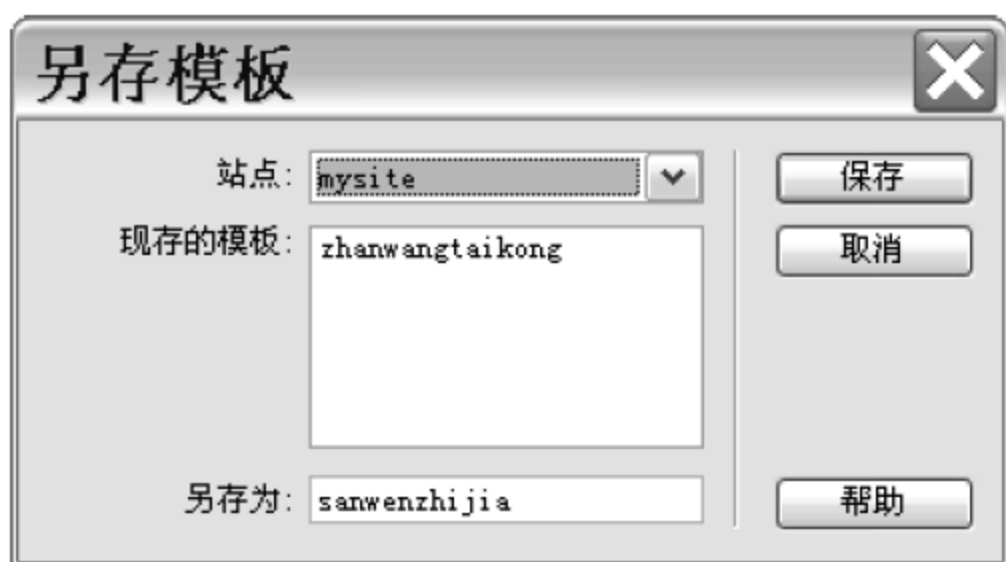 另存模板
站点: mysite
保存
现存的模板: zhanwangtaikong
取消
另存为: sanwenzhijia
帮助